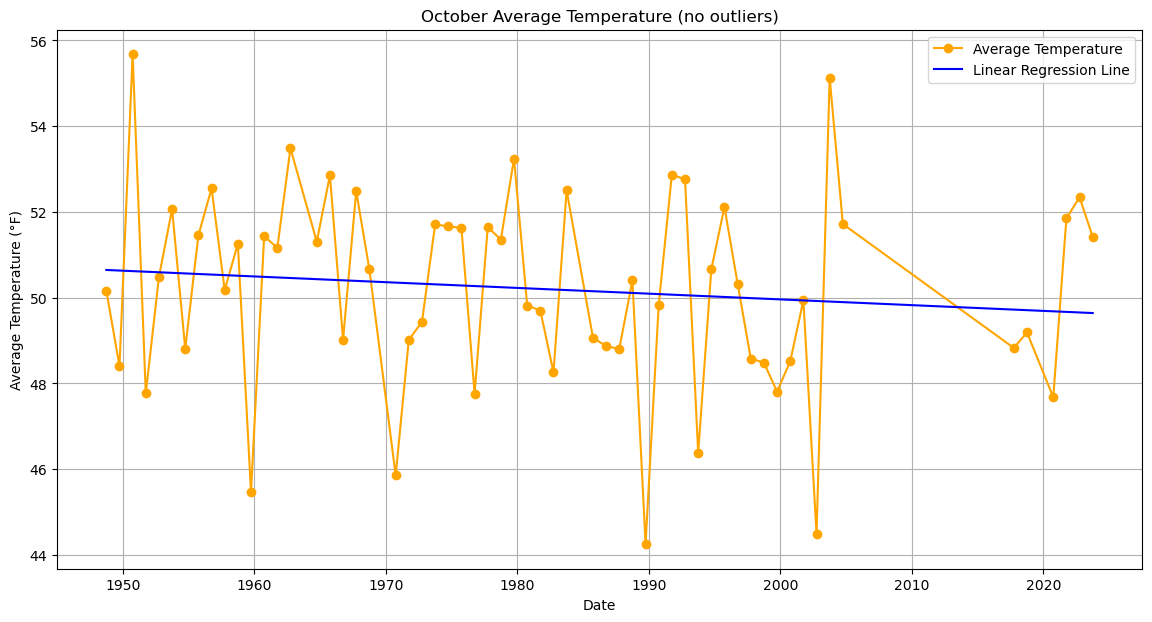 October Average Temperature (no outliers)
Average Temperature
Linear Regression Line
Average Temperature (°F)
56
54
52
50
48
46
44
1950 1960 1970 1980 1990 2000 2010 2020
Date